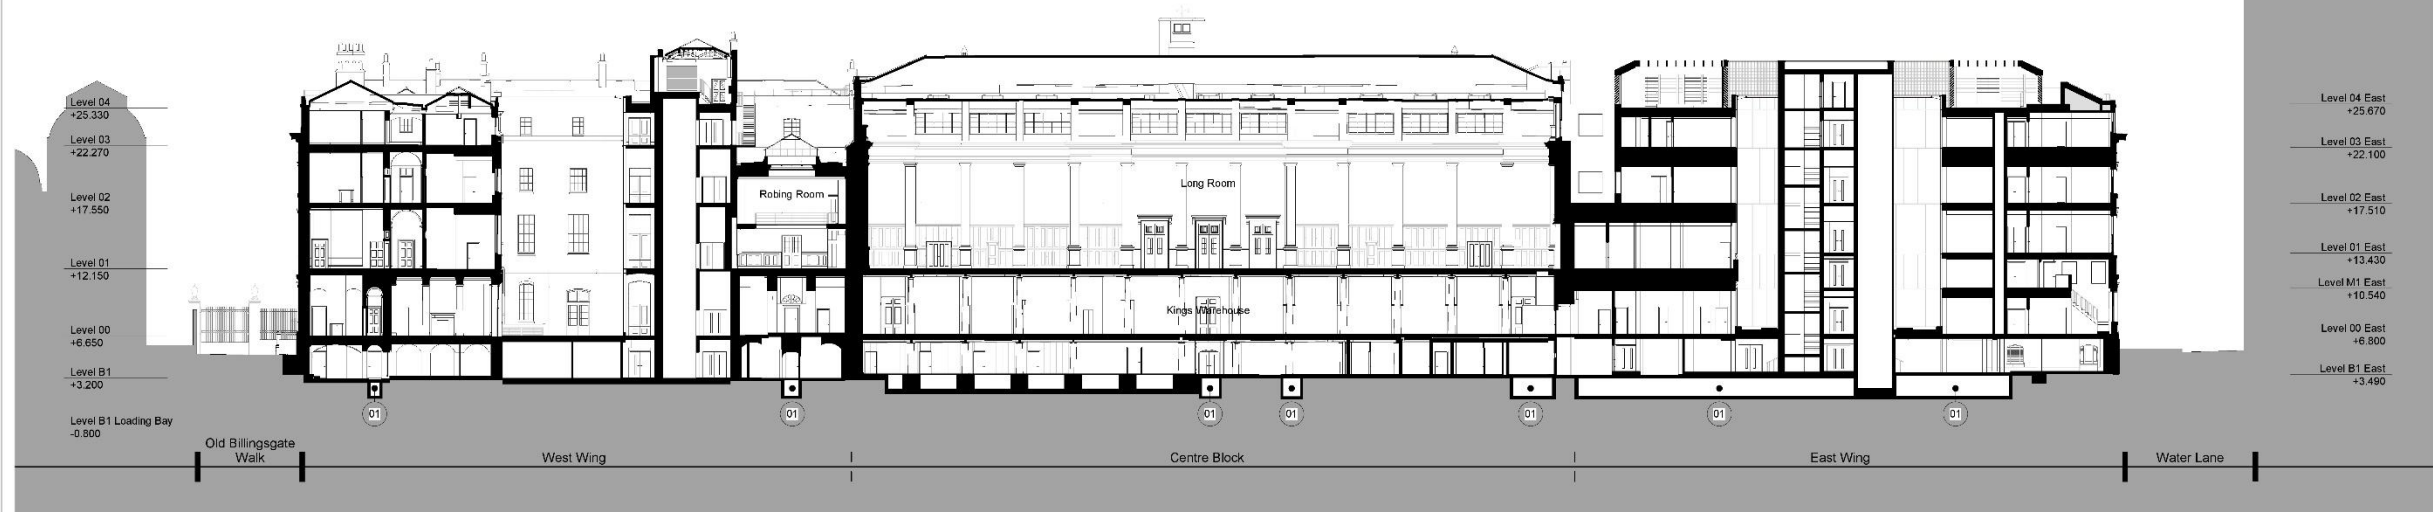 Level 04
+25.330
Level 03
+22.270
Level 02
+17.550
Level 01
+12.150
Level 00
+6.650
Level B1
+3.200
Level B1 Loading Bay
-0.800
Robing Room
Long Room
Kings Warehouse
Level 04 East
+25.670
Level 03 East
+22.100
Level 02 East
+17.510
Level 01 East
+13.430
Level M1 East
+10.540
Level 00 East
+6.800
Level B1 East
+3.490
01
01
01
01
01
01
01
Old Billingsgate
Walk
West Wing
Centre Block
East Wing
Water Lane